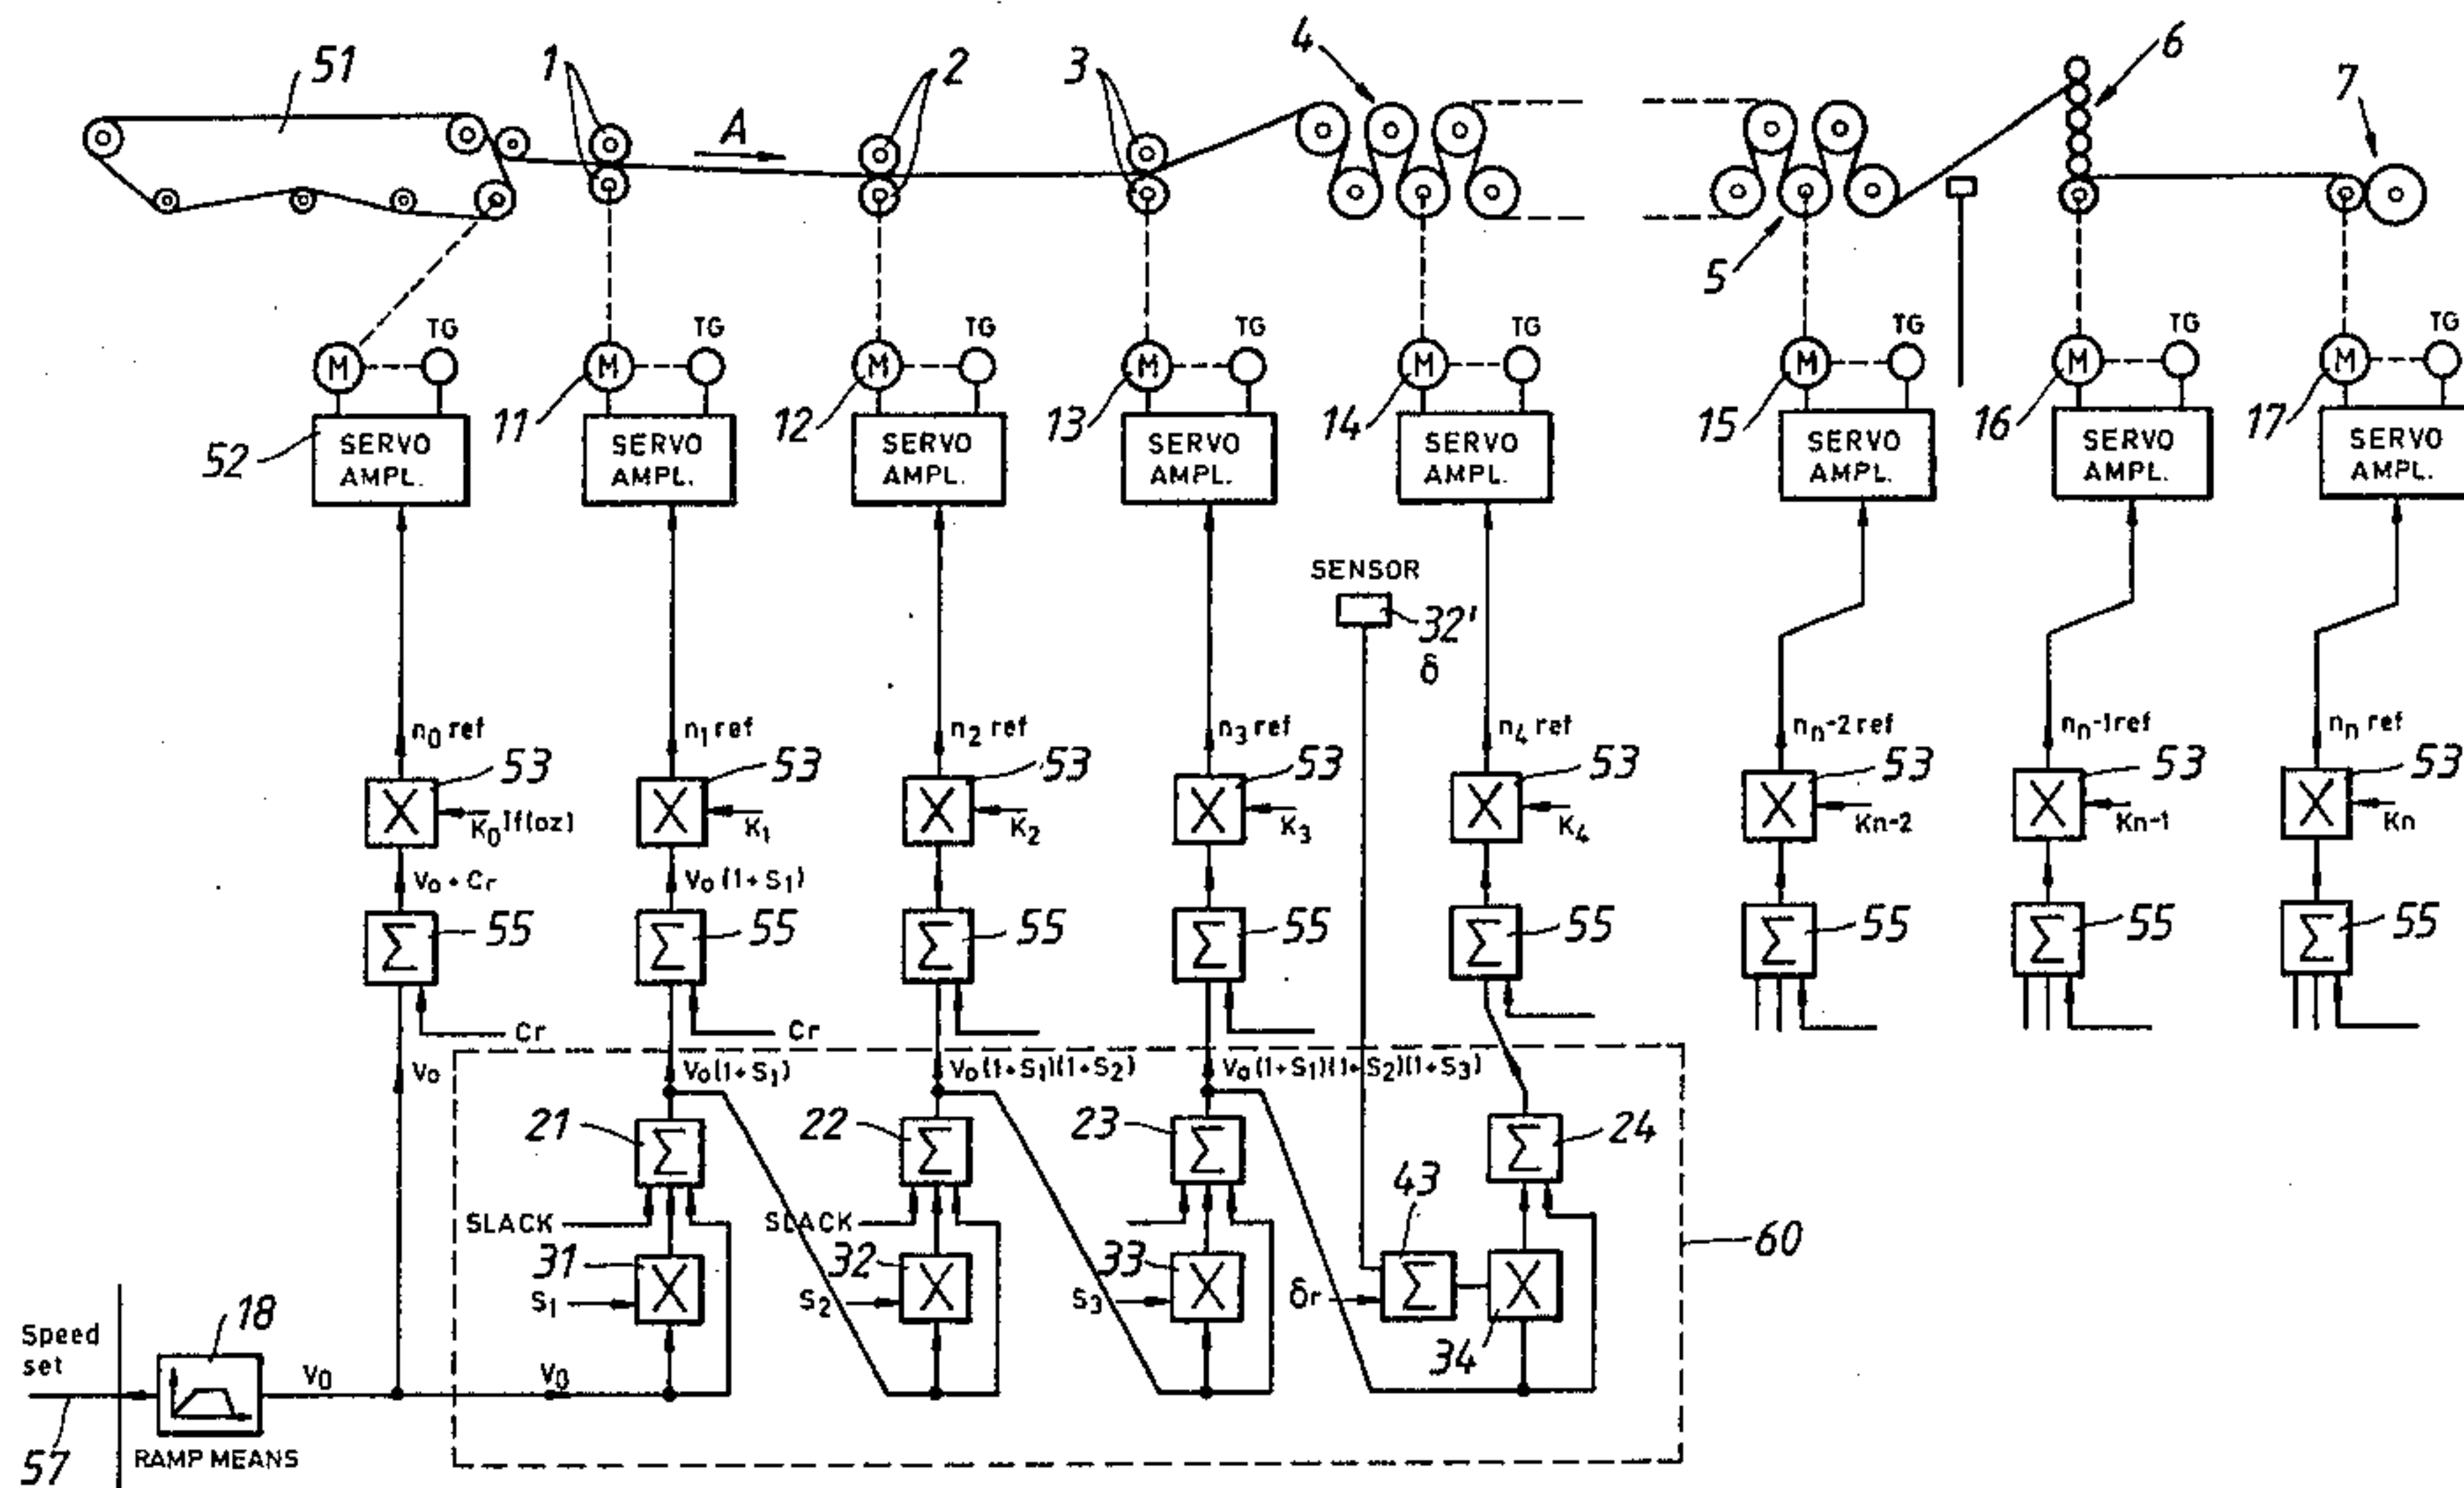 51
1
A
2
3
4
5
6
7
M TG
M TG
M TG
M TG
M TG
M TG
M TG
M TG
52
SERVO
AMPL.
11
SERVO
AMPL.
12
SERVO
AMPL.
13
SERVO
AMPL.
14
SERVO
AMPL.
15
SERVO
AMPL.
16
SERVO
AMPL.
17
SERVO
AMPL.
SENSOR
32'
δ
n0 ref
n1 ref
n2 ref
n3 ref
n4 ref
nn-2 ref
nn-1 ref
nn ref
X 53
X 53
X 53
X 53
X 53
X 53
X 53
X 53
K0 If(oz)
K1
K2
K3
K4
Kn-2
Kn-1
Kn
V0 + Cr
V0 (1+S1)
Σ 55
Σ 55
Σ 55
Σ 55
Σ 55
Σ 55
Σ 55
Σ 55
Cr
Cr
V0
V0(1+S1)
V0(1+S1)(1+S2)
V0(1+S1)(1+S2)(1+S3)
21 Σ
22 Σ
23 Σ
Σ 24
SLACK
SLACK
43
60
31 X
32 X
33 X
Σ
X
S1
S2
S3
δr
34
Speed
set
18
V0
V0
57
RAMP MEANS